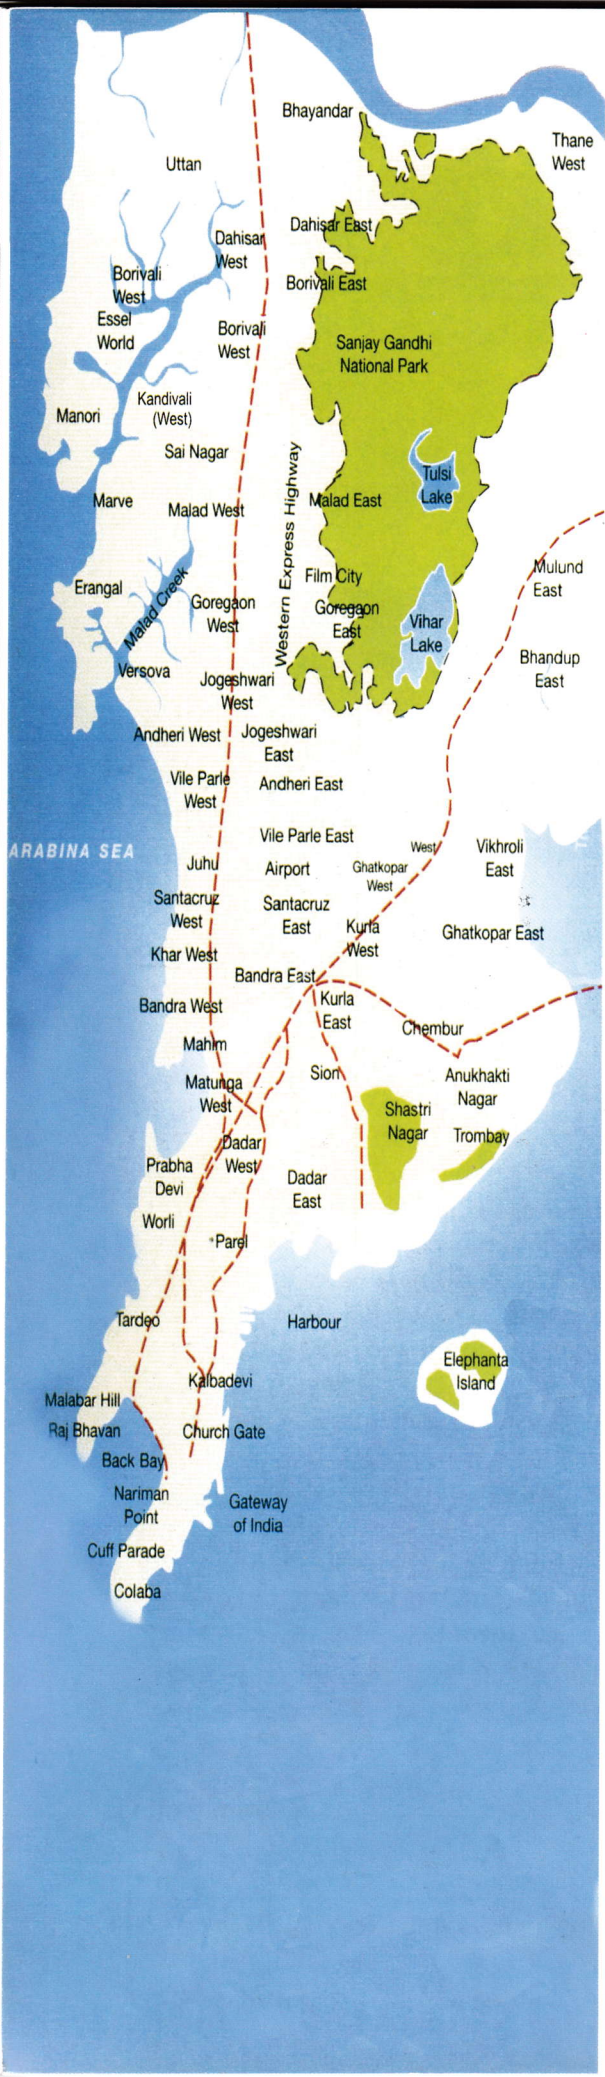 Bhayandar
Thane
West
Uttan
Dahisar East
Dahisar
West
Borivali
West
Borivali East
Essel
World
Borivali
West
Sanjay Gandhi
National Park
Kandivali
(West)
Manori
Sai Nagar
Western Express Highway
Tulsi
Lake
Marve
Malad West
Malad East
Mulund
East
Film City
Erangal
Malad Creek
Goregaon
West
Goregaon
East
Vihar
Lake
Bhandup
East
Versova
Jogeshwari
West
Andheri West
Jogeshwari
East
Vile Parle
West
Andheri East
Vile Parle East
ARABINA SEA
West
Vikhroli
East
Juhu
Airport
Ghatkopar
West
Santacruz
West
Santacruz
East
Kurla
West
Ghatkopar East
Khar West
Bandra East
Bandra West
Kurla
East
Chembur
Mahim
Sion
Anukhakti
Nagar
Matunga
West
Shastri
Nagar
Trombay
Dadar
West
Prabha
Devi
Dadar
East
Worli
Parel
Tardeo
Harbour
Elephanta
Island
Kalbadevi
Malabar Hill
Raj Bhavan
Church Gate
Back Bay
Nariman
Point
Gateway
of India
Cuff Parade
Colaba